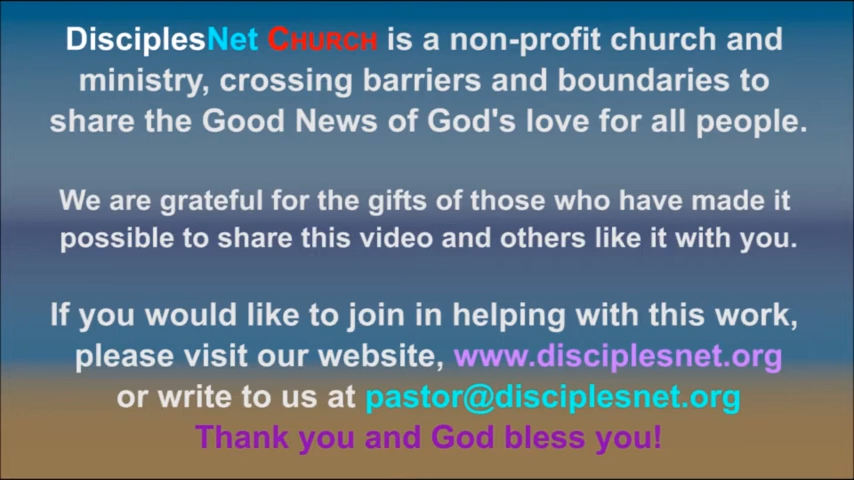 DisciplesNet CHURCH is a non-profit church and
ministry, crossing barriers and boundaries to
share the Good News of God's love for all people.
We are grateful for the gifts of those who have made it
possible to share this video and others like it with you.
If you would like to join in helping with this work,
please visit our website, www.disciplesnet.org
or write to us at pastor@disciplesnet.org
Thank you and God bless you!